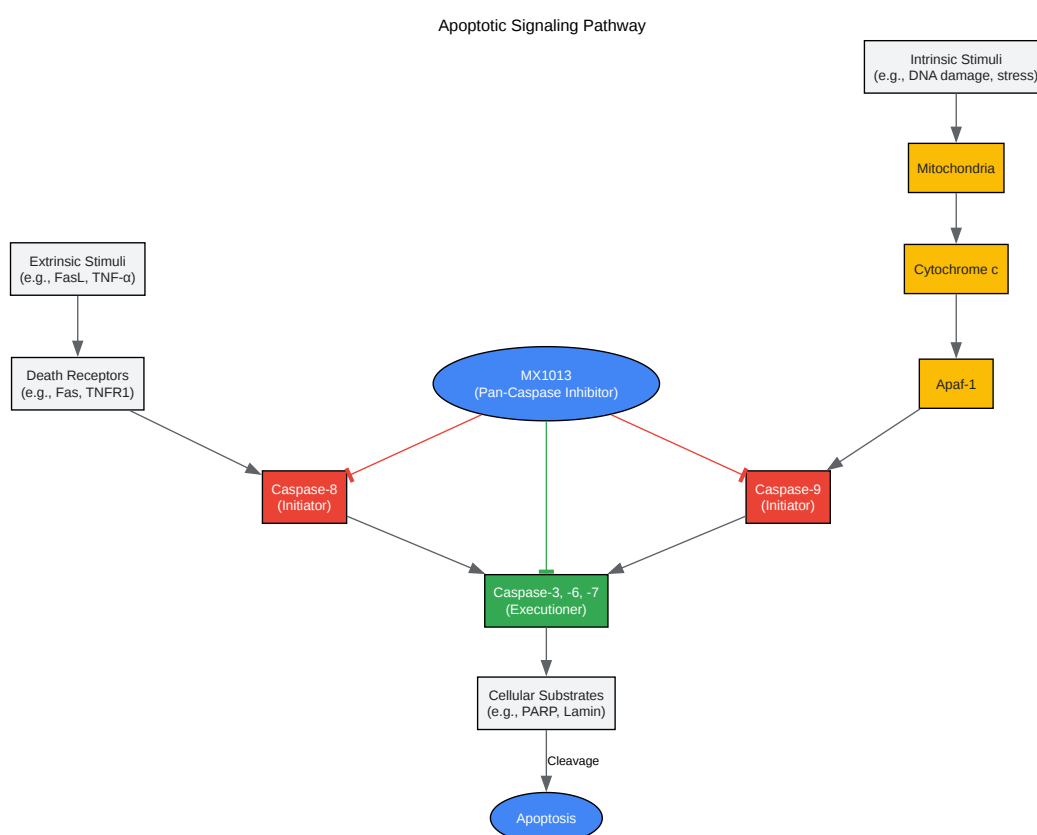 Apoptotic Signaling Pathway
Intrinsic Stimuli
(e.g., DNA damage, stress)
Mitochondria
Cytochrome c
Extrinsic Stimuli
(e.g., FasL, TNF-α)
Death Receptors
(e.g., Fas, TNFR1)
MX1013
(Pan-Caspase Inhibitor)
Apaf-1
Caspase-8
(Initiator)
Caspase-9
(Initiator)
Caspase-3, -6, -7
(Executioner)
Cellular Substrates
(e.g., PARP, Lamin)
Cleavage
Apoptosis